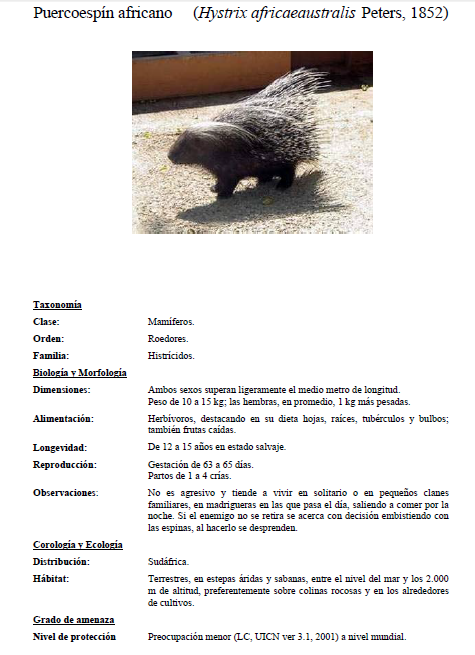 Puercoespín africano (Hystrix africaeaustralis Peters, 1852)
Taxonomía
Clase: Mamíferos.
Orden: Roedores.
Familia: Histrícidos.
Biología y Morfología
Dimensiones: Ambos sexos superan ligeramente el medio metro de longitud.
Peso de 10 a 15 kg; las hembras, en promedio, 1 kg más pesadas.
Alimentación: Herbívoros, destacando en su dieta hojas, raíces, tubérculos y bulbos;
también frutas caídas.
Longevidad: De 12 a 15 años en estado salvaje.
Reproducción: Gestación de 63 a 65 días.
Partos de 1 a 4 crías.
Observaciones: No es agresivo y tiende a vivir en solitario o en pequeños clanes
familiares, en madrigueras en las que pasa el día, saliendo a comer por la
noche. Si el enemigo no se retira se acerca con decisión embistiendo con
las espinas, al hacerlo se desprenden.
Corología y Ecología
Distribución: Sudáfrica.
Hábitat: Terrestres, en estepas áridas y sabanas, entre el nivel del mar y los 2.000
m de altitud, preferentemente sobre colinas rocosas y en los alrededores
de cultivos.
Grado de amenaza
Nivel de protección Preocupación menor (LC, UICN ver 3.1, 2001) a nivel mundial.